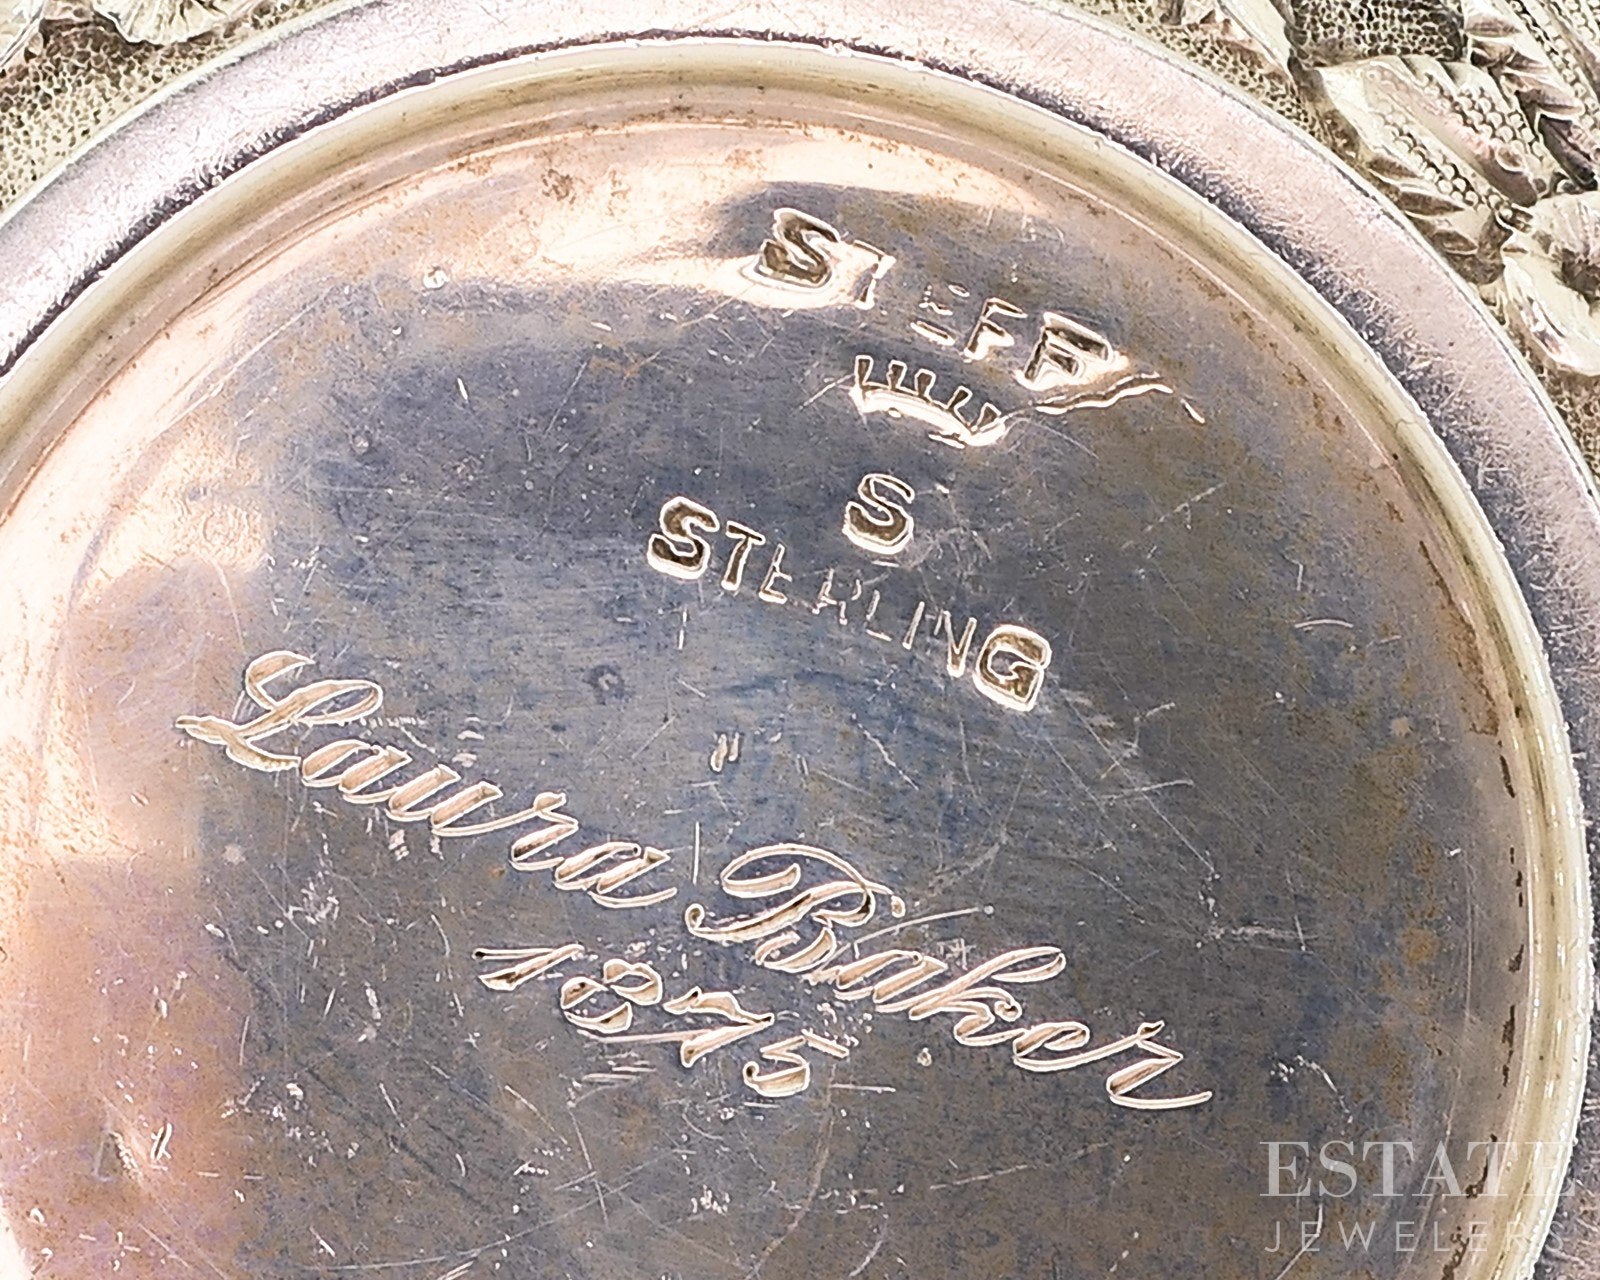 STIEFF
S
STERLING
Laura Baker
1875
ESTATE
JEWELERS